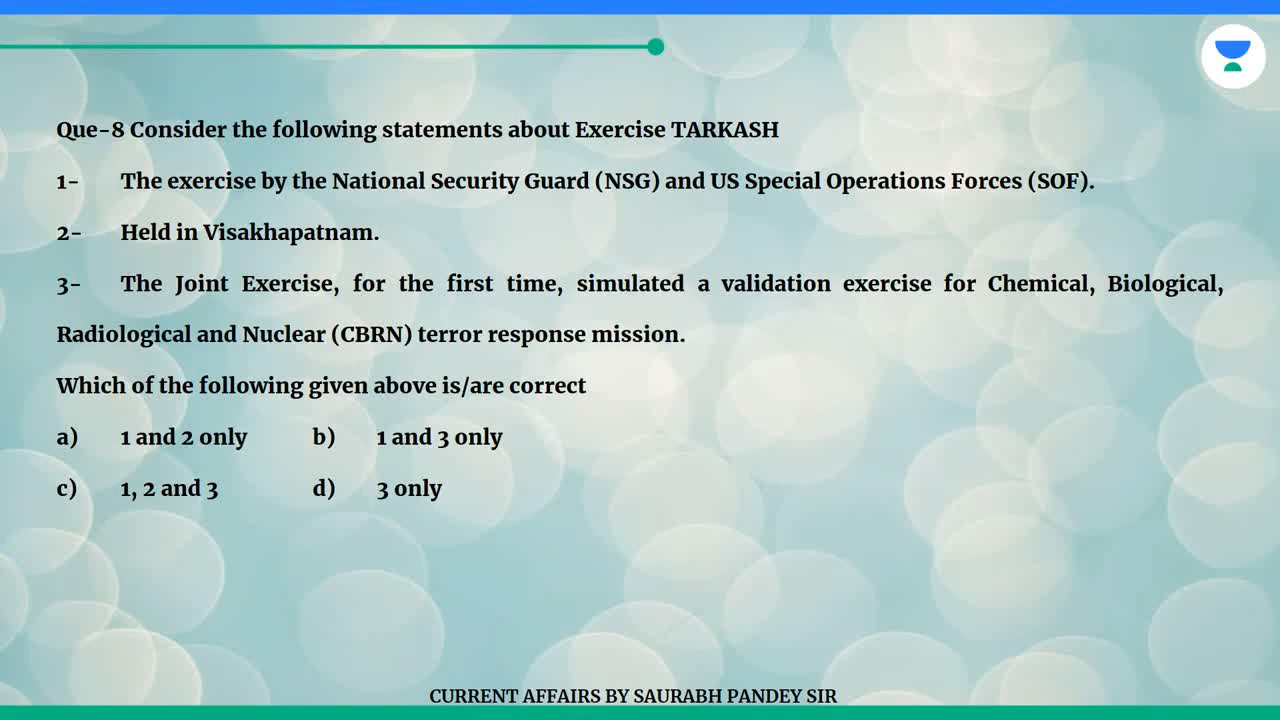 Que-8 Consider the following statements about Exercise TARKASH
1- The exercise by the National Security Guard (NSG) and US Special Operations Forces (SOF).
2- Held in Visakhapatnam.
3- The Joint Exercise, for the first time, simulated a validation exercise for Chemical, Biological,
Radiological and Nuclear (CBRN) terror response mission.
Which of the following given above is/are correct
a) 1 and 2 only b) 1 and 3 only
c) 1, 2 and 3 d) 3 only
CURRENT AFFAIRS BY SAURABH PANDEY SIR